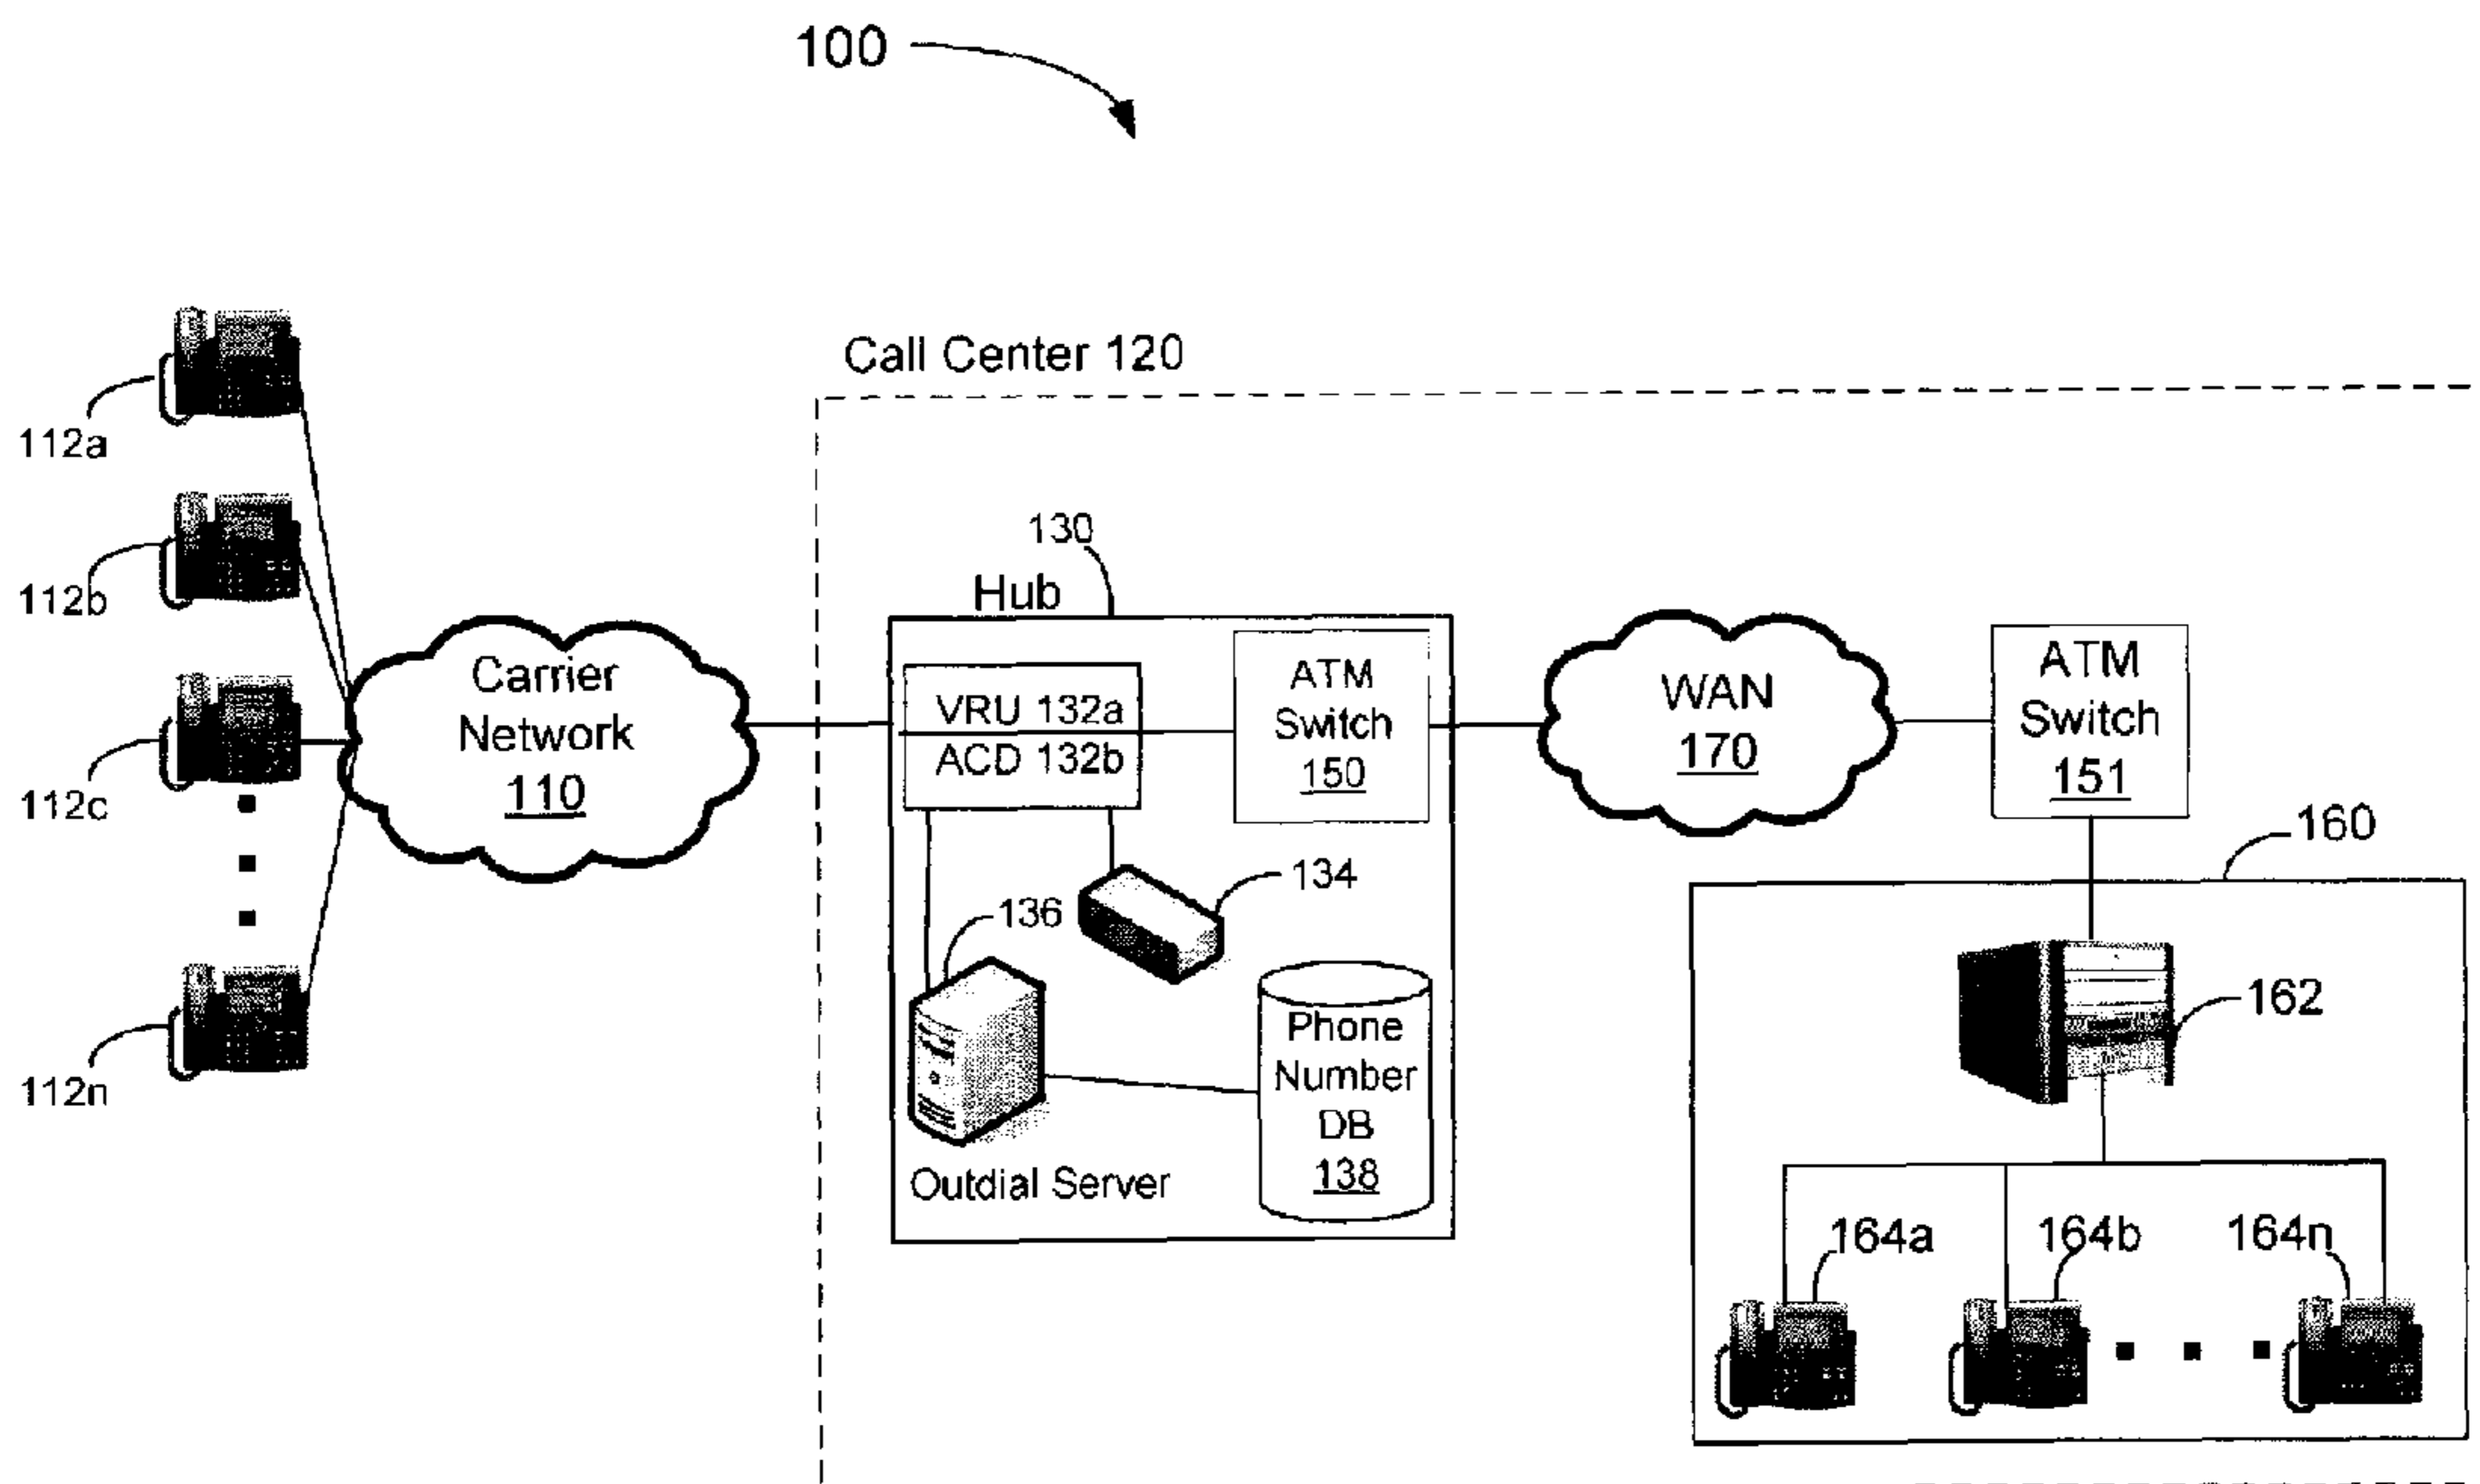 100
Call Center 120
112a
112b
112c
112n
Carrier
Network
110
130
Hub
VRU 132a
ACD 132b
ATM
Switch
150
WAN
170
ATM
Switch
151
160
134
136
Phone
Number
DB
138
Outdial Server
162
164a
164b
164n